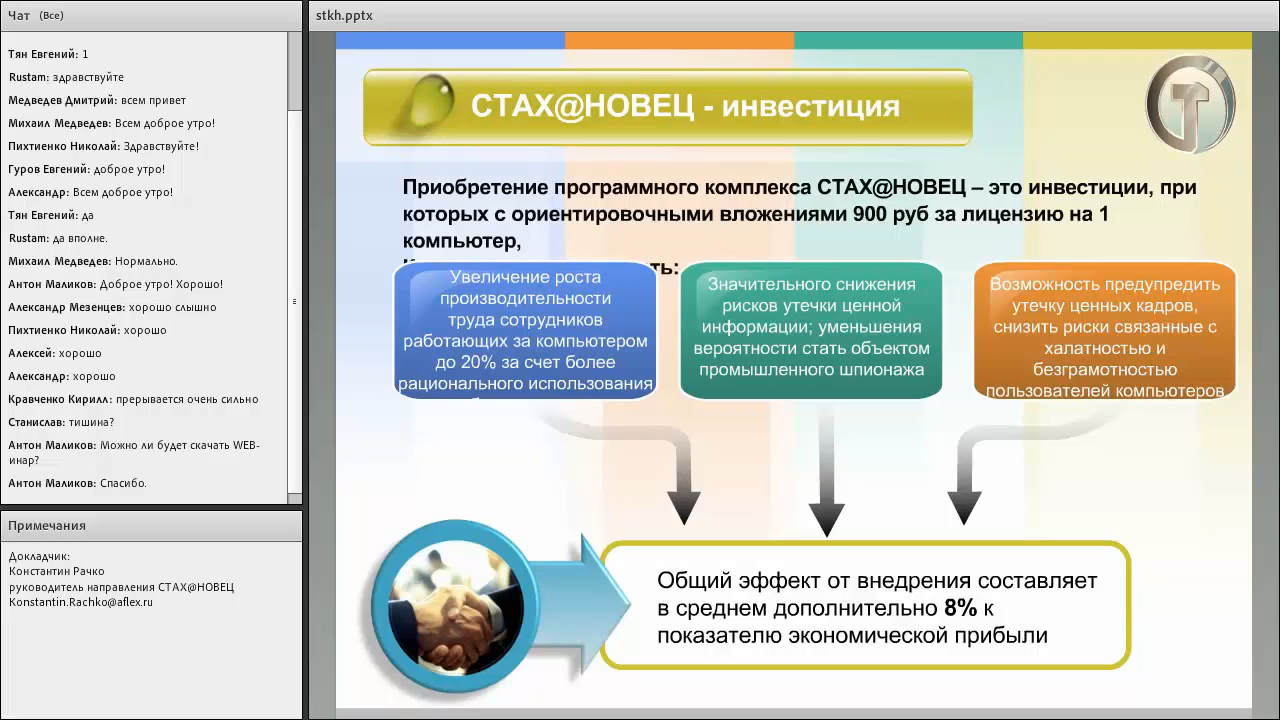 Чат (Все)
Тян Евгений: 1
Rustam: здравствуйте
Медведев Дмитрий: всем привет
Михаил Медведев: Всем доброе утро!
Пихтиенко Николай: Здравствуйте!
Гуров Евгений: доброе утро!
Александр: Всем доброе утро!
Тян Евгений: да
Rustam: да вполне.
Михаил Медведев: Нормально.
Антон Маликов: Доброе утро! Хорошо!
Александр Мезенцев: хорошо слышно
Пихтиенко Николай: хорошо
Алексей: хорошо
Александр: хорошо
Кравченко Кирилл: прерывается очень сильно
Станислав: тишина?
Антон Маликов: Можно ли будет скачать WEB-
инар?
Антон Маликов: Спасибо.
Примечания
Докладчик:
Константин Рачко
руководитель направления СТАХ@НОВЕЦ
Konstantin.Rachko@aflex.ru
stkh.pptx
СТАХ@НОВЕЦ - инвестиция
Приобретение программного комплекса СТАХ@НОВЕЦ – это инвестиции, при
которых с ориентировочными вложениями 900 руб за лицензию на 1
компьютер,
ть:
Увеличение роста
производительности
труда сотрудников
работающих за компьютером
до 20% за счет более
рационального использования
Значительного снижения
рисков утечки ценной
информации; уменьшения
вероятности стать объектом
промышленного шпионажа
Возможность предупредить
утечку ценных кадров,
снизить риски связанные с
халатностью и
безграмотностью
пользователей компьютеров
Общий эффект от внедрения составляет
в среднем дополнительно 8% к
показателю экономической прибыли